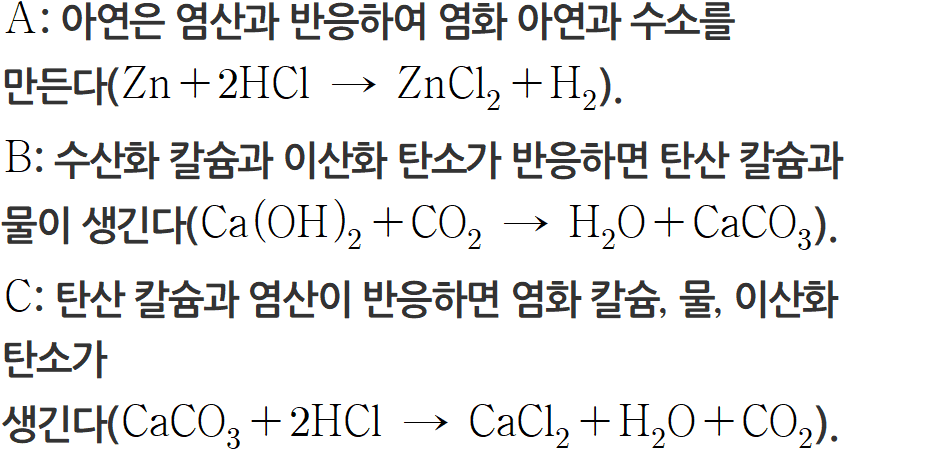 A: 아연은 염산과 반응하여 염화 아연과 수소를
만든다(Zn + 2HCl → ZnCl₂ + H₂).
B: 수산화 칼슘과 이산화 탄소가 반응하면 탄산 칼슘과
물이 생긴다(Ca(OH)₂ + CO₂ → H₂O + CaCO₃).
C: 탄산 칼슘과 염산이 반응하면 염화 칼슘, 물, 이산화
탄소가
생긴다(CaCO₃ + 2HCl → CaCl₂ + H₂O + CO₂).